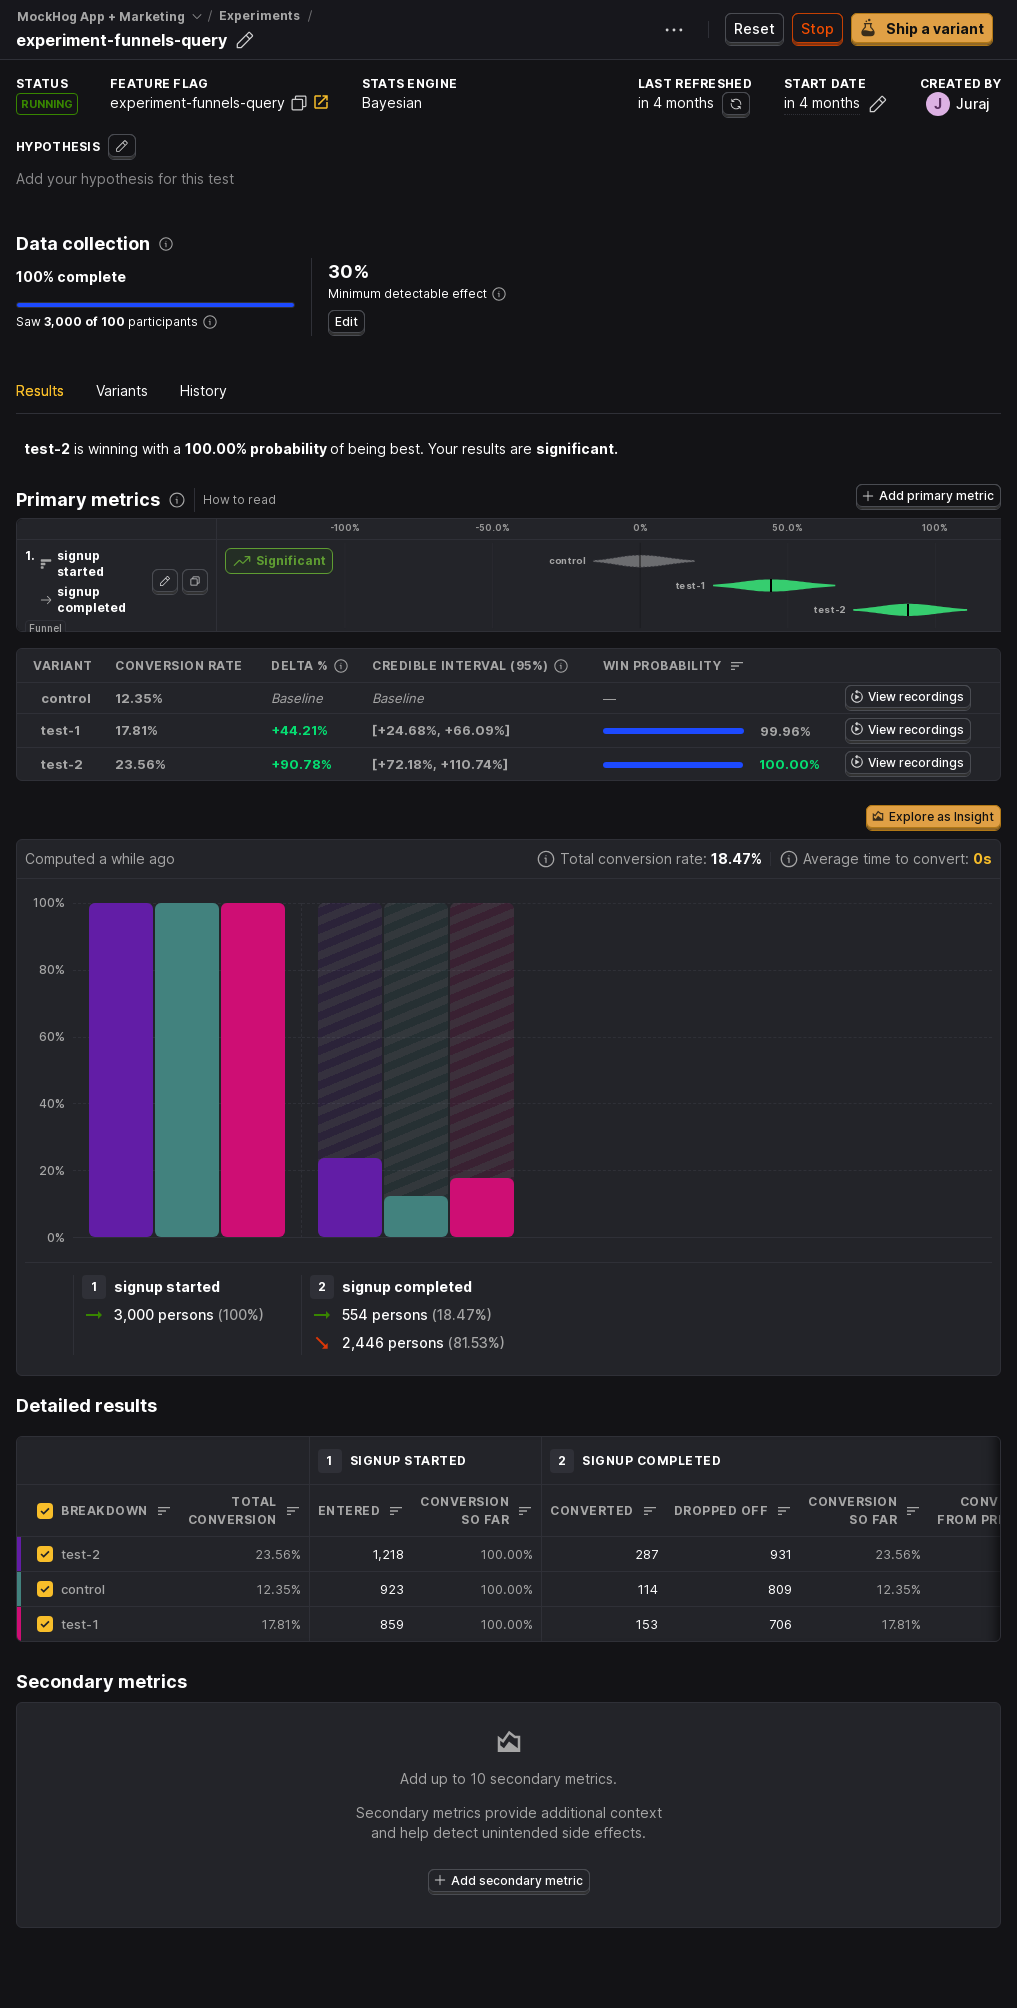 MockHog App + Marketing / Experiments /
experiment-funnels-query
Reset
Stop
Ship a variant
STATUS
RUNNING
FEATURE FLAG
experiment-funnels-query
STATS ENGINE
Bayesian
LAST REFRESHED
in 4 months
START DATE
in 4 months
CREATED BY
J Juraj
HYPOTHESIS
Add your hypothesis for this test
Data collection
100% complete
Saw 3,000 of 100 participants
30%
Minimum detectable effect
Edit
Results Variants History
test-2 is winning with a 100.00% probability of being best. Your results are significant.
Primary metrics
How to read
Add primary metric
-100% -50.0% 0% 50.0% 100%
1. signup
started
signup
completed
Funnel
Significant
control
test-1
test-2
VARIANT CONVERSION RATE DELTA % CREDIBLE INTERVAL (95%) WIN PROBABILITY
control 12.35% Baseline Baseline — View recordings
test-1 17.81% +44.21% [+24.68%, +66.09%] 99.96% View recordings
test-2 23.56% +90.78% [+72.18%, +110.74%] 100.00% View recordings
Explore as Insight
Computed a while ago
Total conversion rate: 18.47%
Average time to convert: 0s
100%
80%
60%
40%
20%
0%
1 signup started
3,000 persons (100%)
2 signup completed
554 persons (18.47%)
2,446 persons (81.53%)
Detailed results
1 SIGNUP STARTED 2 SIGNUP COMPLETED
BREAKDOWN
TOTAL
CONVERSION
ENTERED
CONVERSION
SO FAR
CONVERTED
DROPPED OFF
CONVERSION
SO FAR
CONV
FROM PRE
test-2 23.56% 1,218 100.00% 287 931 23.56%
control 12.35% 923 100.00% 114 809 12.35%
test-1 17.81% 859 100.00% 153 706 17.81%
Secondary metrics
Add up to 10 secondary metrics.
Secondary metrics provide additional context
and help detect unintended side effects.
Add secondary metric